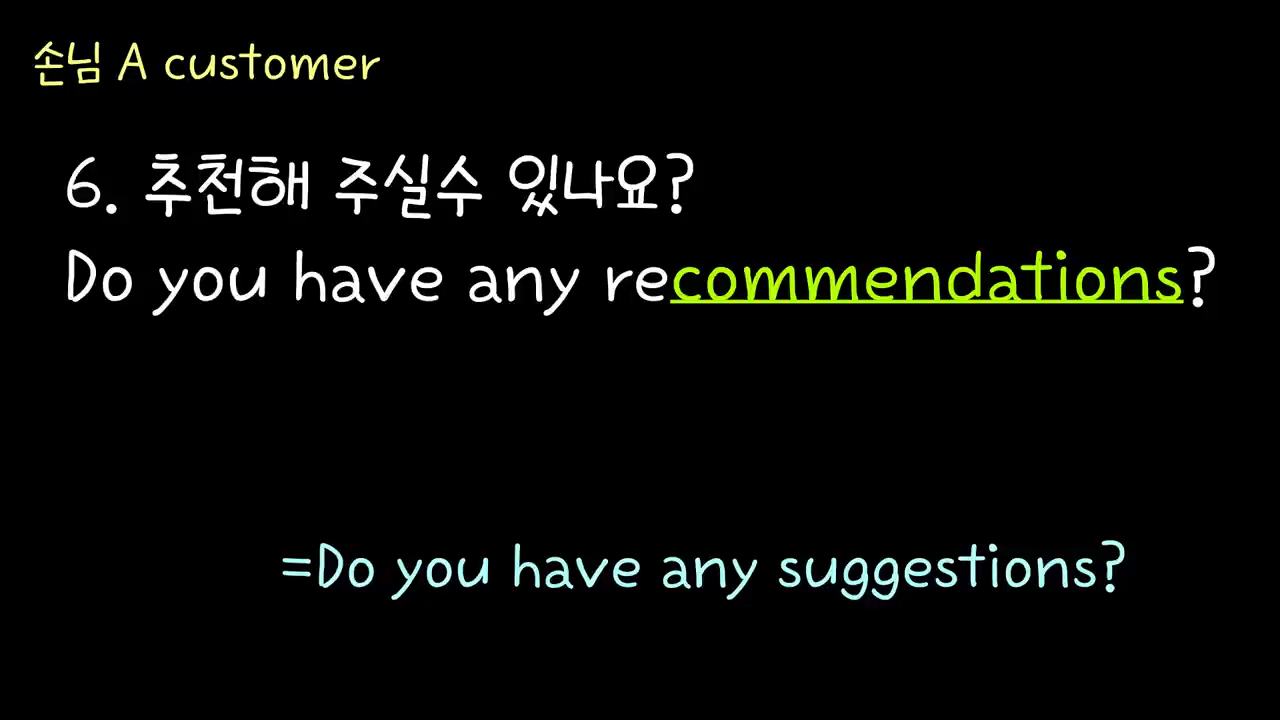 손님 A customer
6. 추천해 주실수 있나요?
Do you have any recommendations?
=Do you have any suggestions?